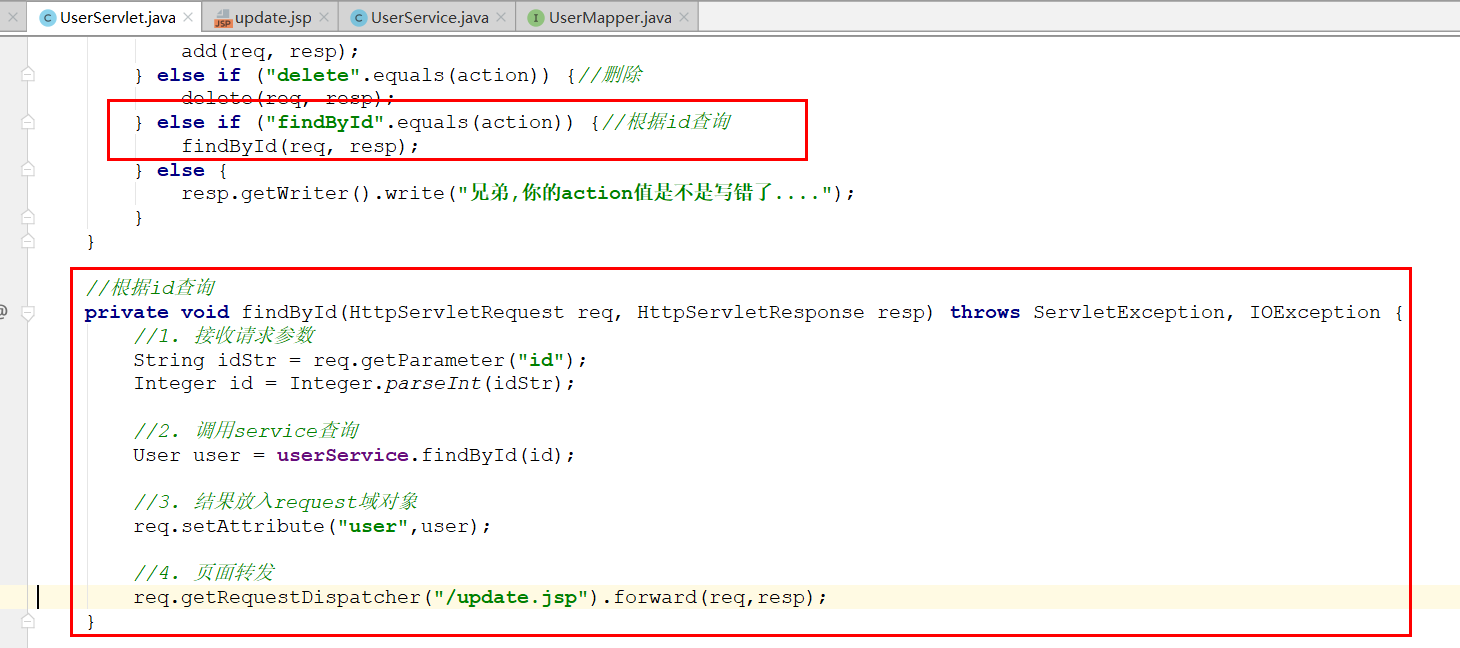 UserServlet.java update.jsp UserService.java UserMapper.java
add(req, resp);
} else if ("delete".equals(action)) {//删除
delete(req, resp);
} else if ("findById".equals(action)) {//根据id查询
findById(req, resp);
} else {
resp.getWriter().write("兄弟,你的action值是不是写错了....");
}
}
//根据id查询
private void findById(HttpServletRequest req, HttpServletResponse resp) throws ServletException, IOException {
//1. 接收请求参数
String idStr = req.getParameter("id");
Integer id = Integer.parseInt(idStr);
//2. 调用service查询
User user = userService.findById(id);
//3. 结果放入request域对象
req.setAttribute("user",user);
//4. 页面转发
req.getRequestDispatcher("/update.jsp").forward(req,resp);
}